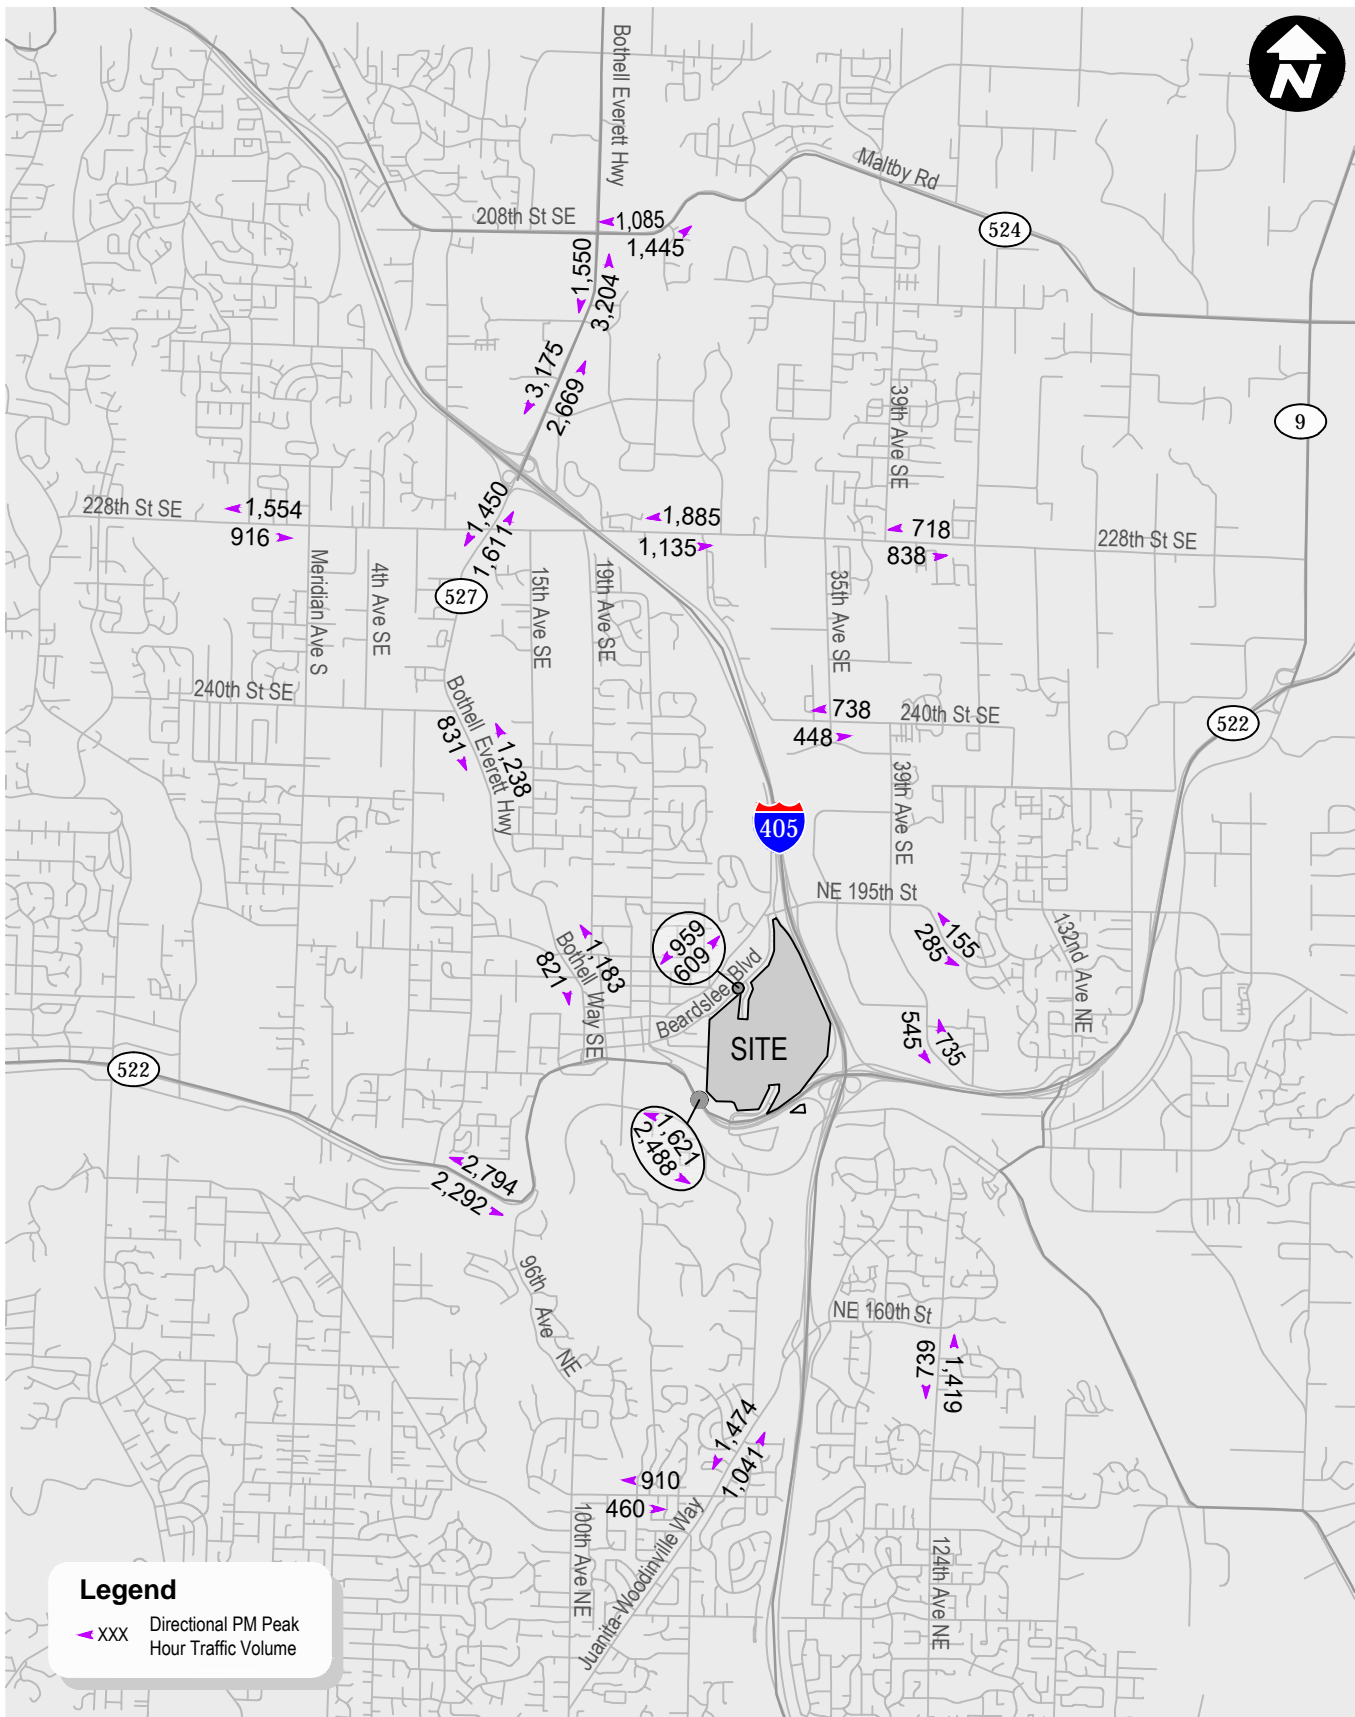 Bothell Everett Hwy
N
Maltby Rd
208th St SE
1,085
1,445
524
1,550
3,204
3,175
2,669
39th Ave SE
9
228th St SE
1,554
916
1,450
1,611
1,885
1,135
718
838
228th St SE
527
Meridian Ave S
4th Ave SE
15th Ave SE
19th Ave SE
35th Ave SE
240th St SE
Bothell Everett Hwy
831
1,238
738
448
240th St SE
522
39th Ave SE
405
NE 195th St
155
285
132nd Ave NE
959
609
Bothell Way SE
1,183
821
Beardslee Blvd
SITE
545
735
522
1,621
2,488
2,794
2,292
96th Ave NE
NE 160th St
739
1,419
1,474
1,041
910
460
100th Ave NE
Juanita-Woodinville Way
124th Ave NE
Legend
XXX Directional PM Peak
Hour Traffic Volume